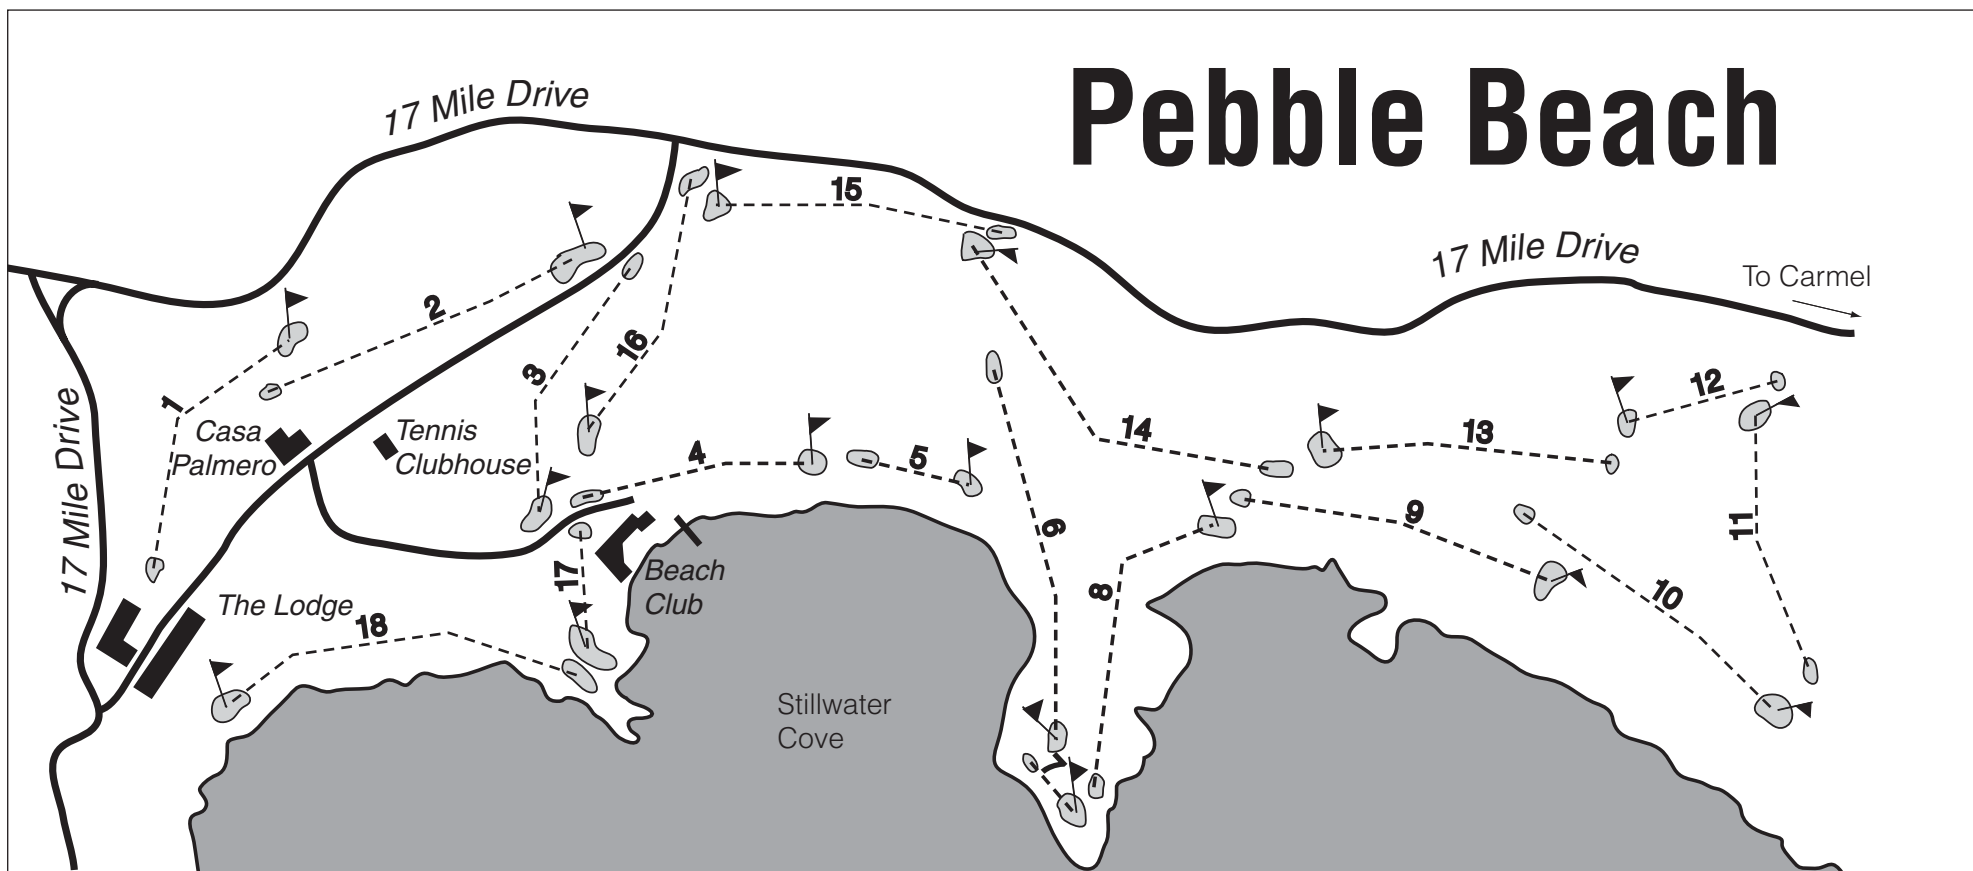 Pebble Beach
17 Mile Drive
15
17 Mile Drive
To Carmel
2
16
3
1
12
Casa
Palmero
Tennis
Clubhouse
14
13
4
5
17 Mile Drive
6
9
11
17
Beach
Club
8
10
The Lodge
18
Stillwater
Cove
7